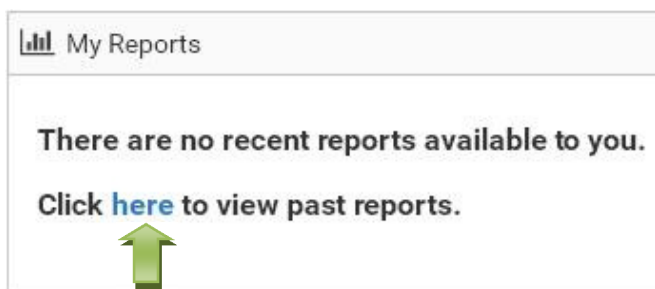 My Reports
There are no recent reports available to you.
Click here to view past reports.